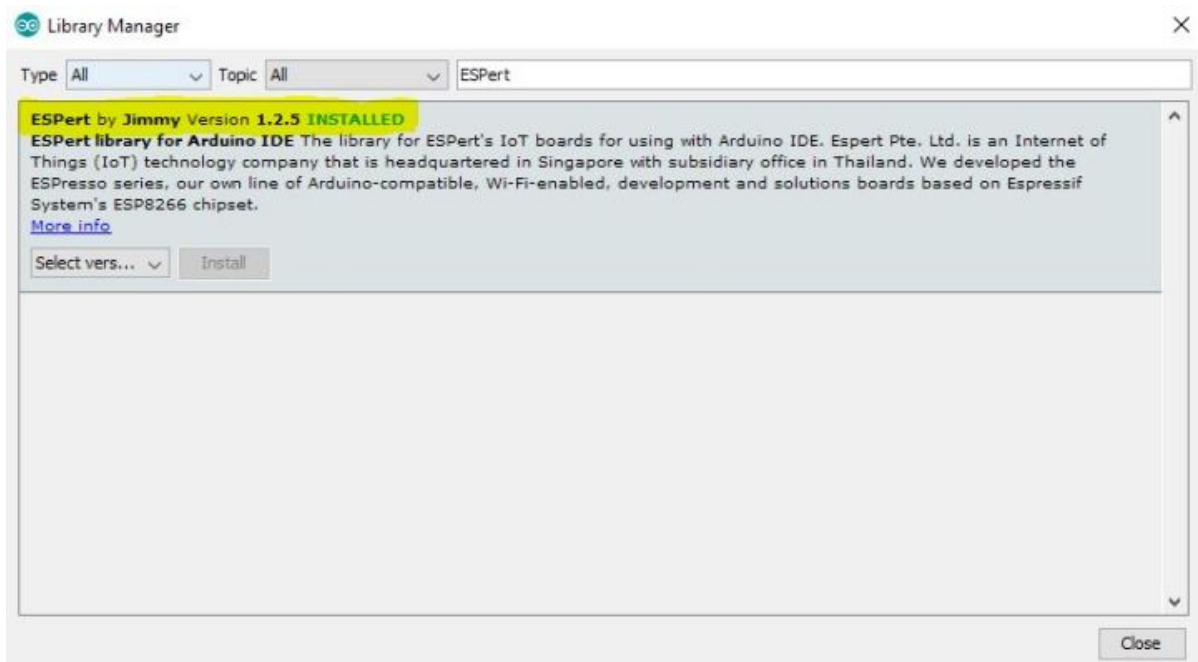 Library Manager
Type All Topic All ESPert
ESPert by Jimmy Version 1.2.5 INSTALLED
ESPert library for Arduino IDE The library for ESPert's IoT boards for using with Arduino IDE. Espert Pte. Ltd. is an Internet of
Things (IoT) technology company that is headquartered in Singapore with subsidiary office in Thailand. We developed the
ESPresso series, our own line of Arduino-compatible, Wi-Fi-enabled, development and solutions boards based on Espressif
System's ESP8266 chipset.
More info
Select vers... Install
Close